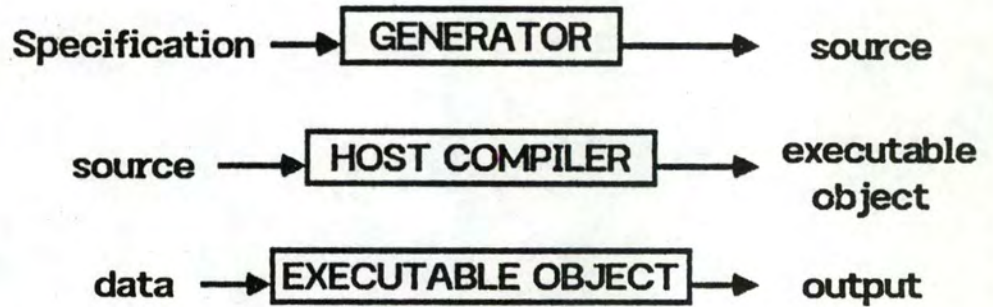 Specification GENERATOR source
source HOST COMPILER executable
object
data EXECUTABLE OBJECT output